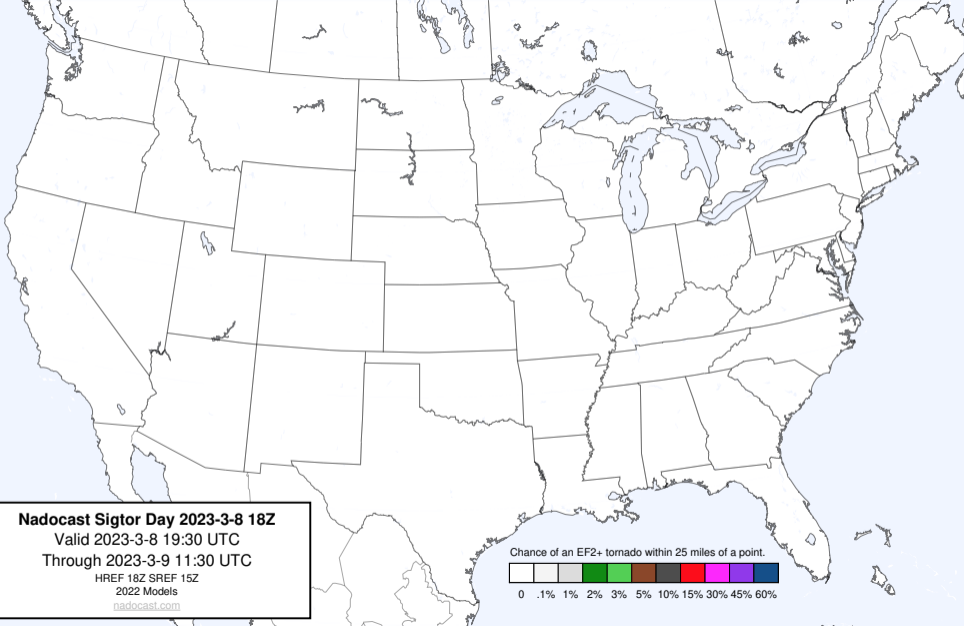 Nadocast Sigtor Day 2023-3-8 18Z
Valid 2023-3-8 19:30 UTC
Through 2023-3-9 11:30 UTC
HREF 18Z SREF 15Z
2022 Models
nadocast.com
Chance of an EF2+ tornado within 25 miles of a point.
0 .1% 1% 2% 3% 5% 10% 15% 30% 45% 60%